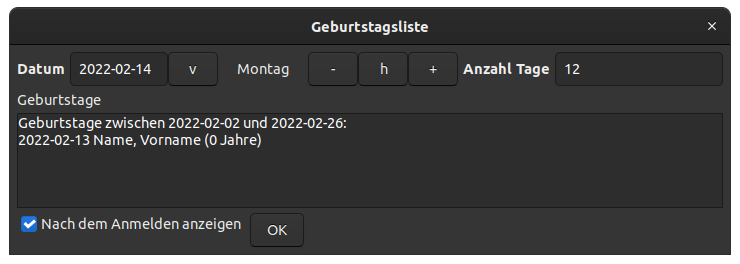 Geburtstagsliste ×
Datum 2022-02-14 v Montag - h + Anzahl Tage 12
Geburtstage
Geburtstage zwischen 2022-02-02 und 2022-02-26:
2022-02-13 Name, Vorname (0 Jahre)
Nach dem Anmelden anzeigen OK